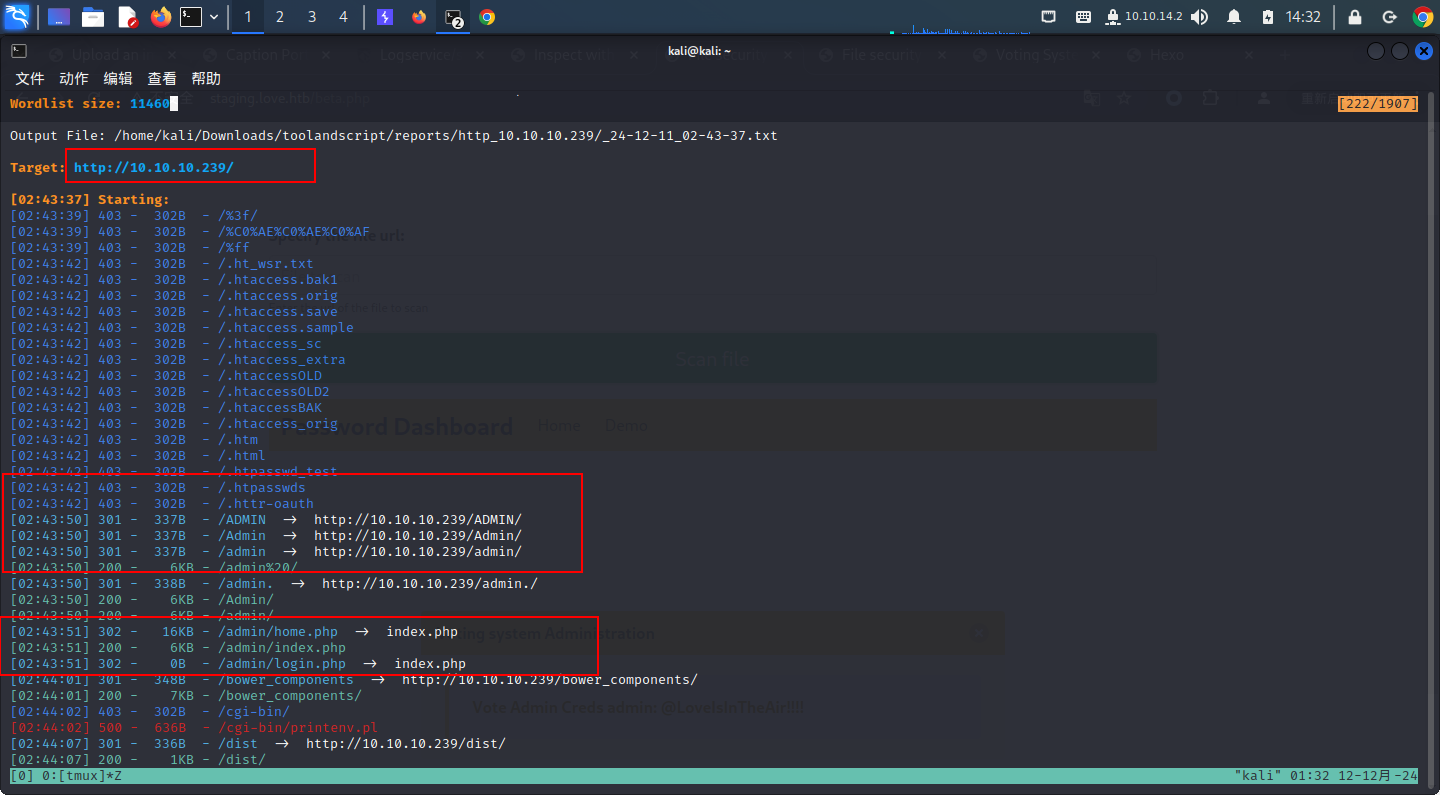 1 2 3 4 2 10.10.14.2 14:32
kali@kali: ~
文件 动作 编辑 查看 帮助
Wordlist size: 11460 [222/1907]
staging.love.htb
Output File: /home/kali/Downloads/toolandscript/reports/http_10.10.10.239/_24-12-11_02-43-37.txt
Target: http://10.10.10.239/
[02:43:37] Starting:
[02:43:39] 403 - 302B - /%3f/
[02:43:39] 403 - 302B - /%C0%AE%C0%AE%C0%AF
[02:43:39] 403 - 302B - /%ff
[02:43:42] 403 - 302B - /.ht_wsr.txt
[02:43:42] 403 - 302B - /.htaccess.bak1
[02:43:42] 403 - 302B - /.htaccess.orig
[02:43:42] 403 - 302B - /.htaccess.save
[02:43:42] 403 - 302B - /.htaccess.sample
[02:43:42] 403 - 302B - /.htaccess_sc
[02:43:42] 403 - 302B - /.htaccess_extra
Scan file
[02:43:42] 403 - 302B - /.htaccessOLD
[02:43:42] 403 - 302B - /.htaccessOLD2
[02:43:42] 403 - 302B - /.htaccessBAK
[02:43:42] 403 - 302B - /.htaccess_orig
Password Dashboard Home Demo
[02:43:42] 403 - 302B - /.htm
[02:43:42] 403 - 302B - /.html
[02:43:42] 403 - 302B - /.htpasswd_test
[02:43:42] 403 - 302B - /.htpasswds
[02:43:42] 403 - 302B - /.httr-oauth
[02:43:50] 301 - 337B - /ADMIN → http://10.10.10.239/ADMIN/
[02:43:50] 301 - 337B - /Admin → http://10.10.10.239/Admin/
[02:43:50] 301 - 337B - /admin → http://10.10.10.239/admin/
[02:43:50] 200 - 6KB - /admin%20/
[02:43:50] 301 - 338B - /admin. → http://10.10.10.239/admin./
[02:43:50] 200 - 6KB - /Admin/
[02:43:50] 200 - 6KB - /admin/
[02:43:51] 302 - 16KB - /admin/home.php → index.php
system Administration
[02:43:51] 200 - 6KB - /admin/index.php
[02:43:51] 302 - 0B - /admin/login.php → index.php
[02:44:01] 301 - 348B - /bower_components → http://10.10.10.239/bower_components/
[02:44:01] 200 - 7KB - /bower_components/
[02:44:02] 403 - 302B - /cgi-bin/
Vote Admin Creds admin: @LoveIsInTheAir!!!!
[02:44:02] 500 - 636B - /cgi-bin/printenv.pl
[02:44:07] 301 - 336B - /dist → http://10.10.10.239/dist/
[02:44:07] 200 - 1KB - /dist/
[0] 0:[tmux]*Z "kali" 01:32 12-12月-24